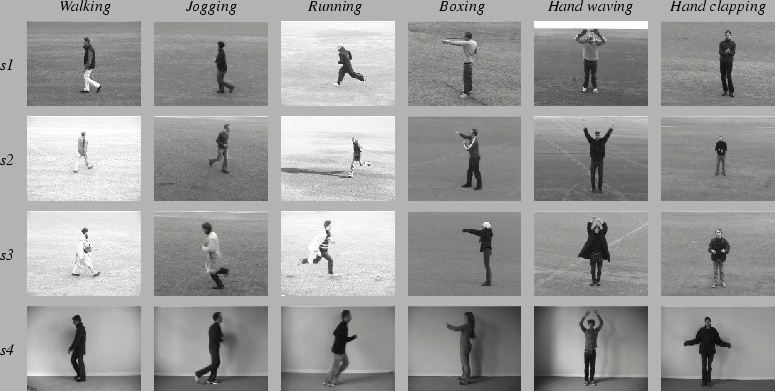 Walking Jogging Running Boxing Hand waving Hand clapping
s1
s2
s3
s4